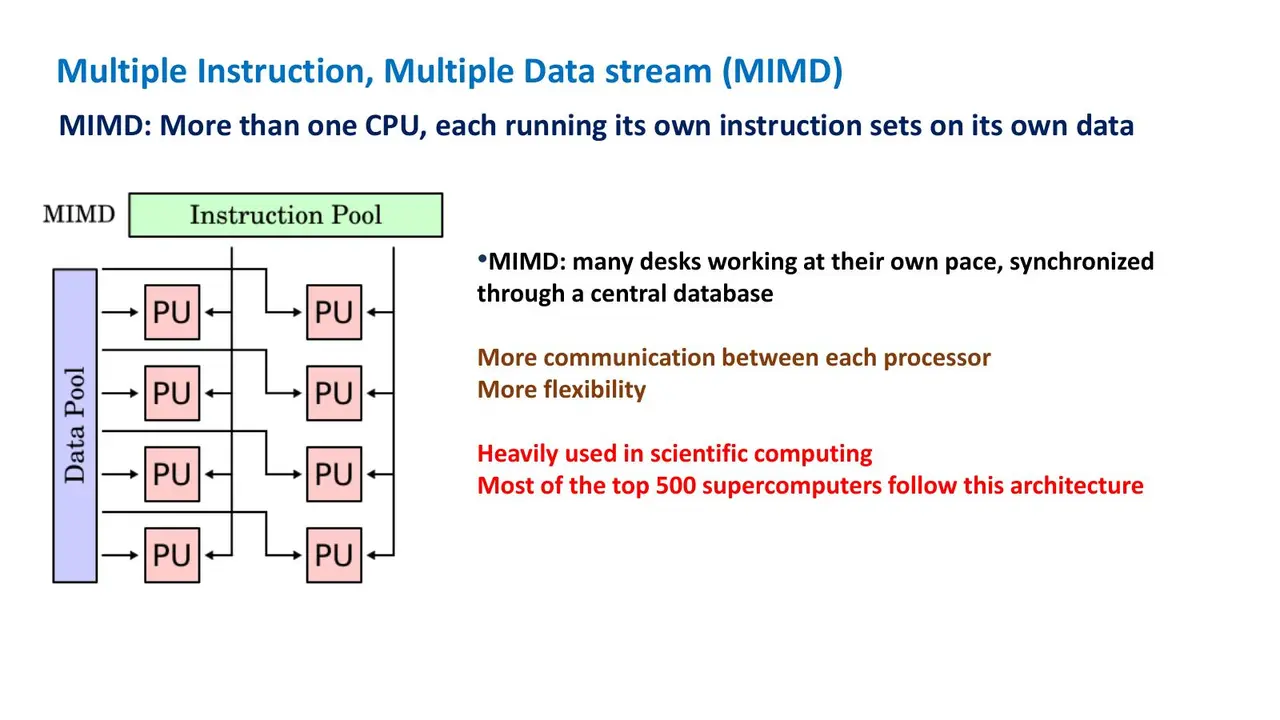 Multiple Instruction, Multiple Data stream (MIMD)
MIMD: More than one CPU, each running its own instruction sets on its own data
MIMD
Instruction Pool
Data Pool
PU
PU
PU
PU
PU
PU
PU
PU
•MIMD: many desks working at their own pace, synchronized
through a central database
More communication between each processor
More flexibility
Heavily used in scientific computing
Most of the top 500 supercomputers follow this architecture